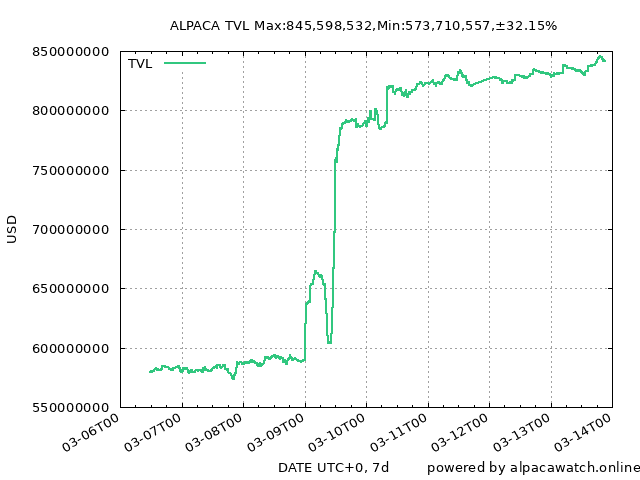 ALPACA TVL Max:845,598,532,Min:573,710,557,±32.15%
TVL
850000000
800000000
750000000
700000000
650000000
600000000
550000000
USD
03-06T00
03-07T00
03-08T00
03-09T00
03-10T00
03-11T00
03-12T00
03-13T00
03-14T00
DATE UTC+0, 7d
powered by alpacawatch.online